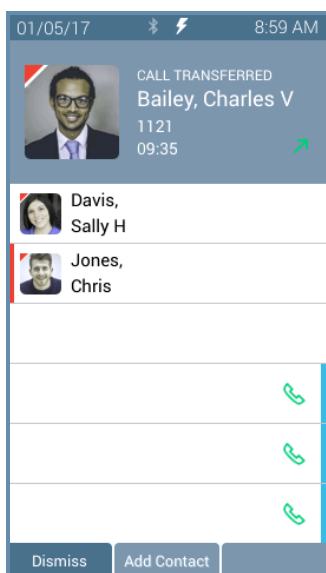 01/05/17 8:59 AM
CALL TRANSFERRED
Bailey, Charles V
1121
09:35
Davis,
Sally H
Jones,
Chris
Dismiss Add Contact